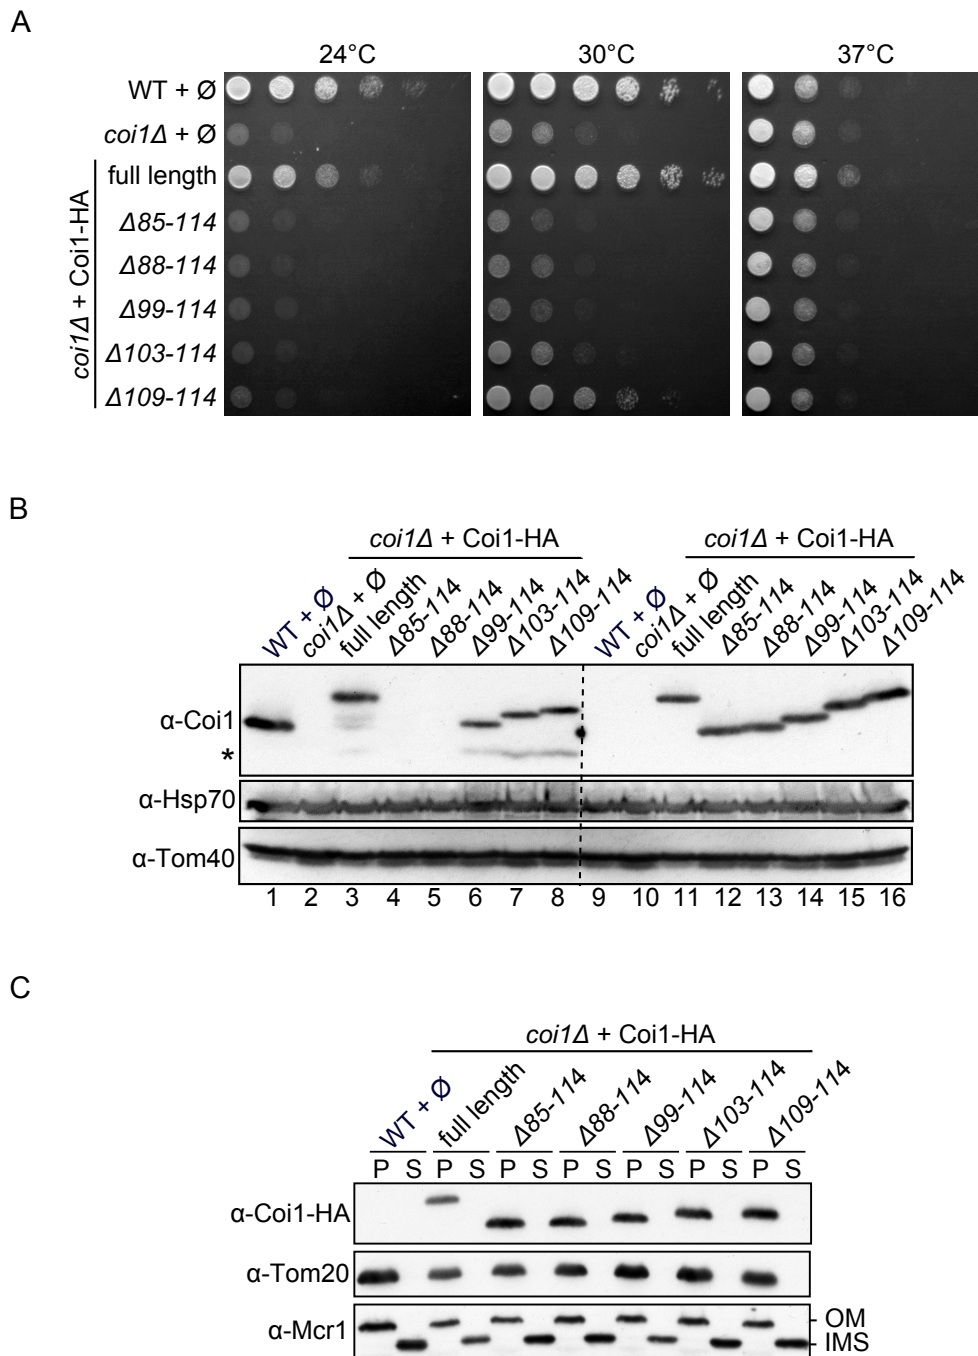 A
24°C 30°C 37°C
WT + Ø
coi1Δ + Ø
full length
Δ85-114
Δ88-114
Δ99-114
Δ103-114
Δ109-114
coi1Δ + Coi1-HA
B
coi1Δ + Coi1-HA coi1Δ + Coi1-HA
WT + Ø coi1Δ + Ø full length Δ85-114 Δ88-114 Δ99-114 Δ103-114 Δ109-114 WT + Ø coi1Δ + Ø full length Δ85-114 Δ88-114 Δ99-114 Δ103-114 Δ109-114
α-Coi1
*
α-Hsp70
α-Tom40
1 2 3 4 5 6 7 8 9 10 11 12 13 14 15 16
C
coi1Δ + Coi1-HA
WT + Ø full length Δ85-114 Δ88-114 Δ99-114 Δ103-114 Δ109-114
P S P S P S P S P S P S P S
α-Coi1-HA
α-Tom20
α-Mcr1
OM
IMS